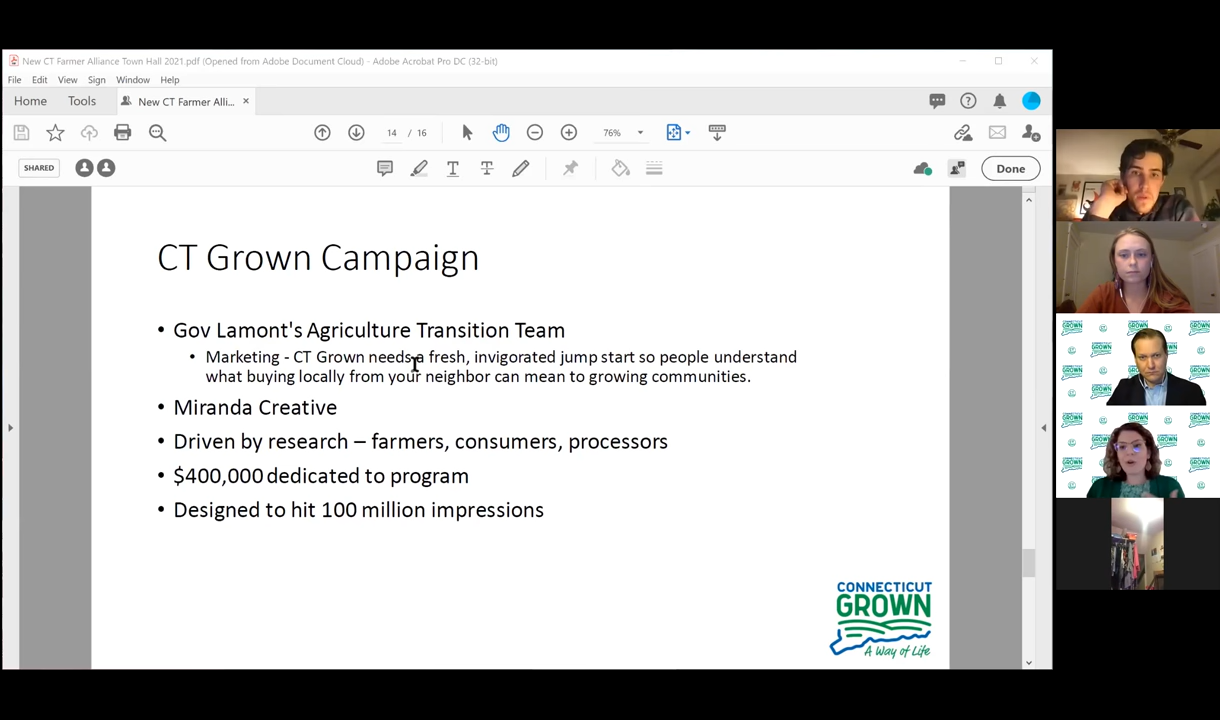 New CT Farmer Alliance Town Hall 2021.pdf (Opened from Adobe Document Cloud) - Adobe Acrobat Pro DC (32-bit)
File Edit View Sign Window Help
Home Tools New CT Farmer Alli... ×
14 / 16 76%
SHARED Done
CT Grown Campaign
• Gov Lamont's Agriculture Transition Team
• Marketing - CT Grown needs a fresh, invigorated jump start so people understand
what buying locally from your neighbor can mean to growing communities.
• Miranda Creative
• Driven by research – farmers, consumers, processors
• $400,000 dedicated to program
• Designed to hit 100 million impressions
CONNECTICUT
GROWN
A Way of Life